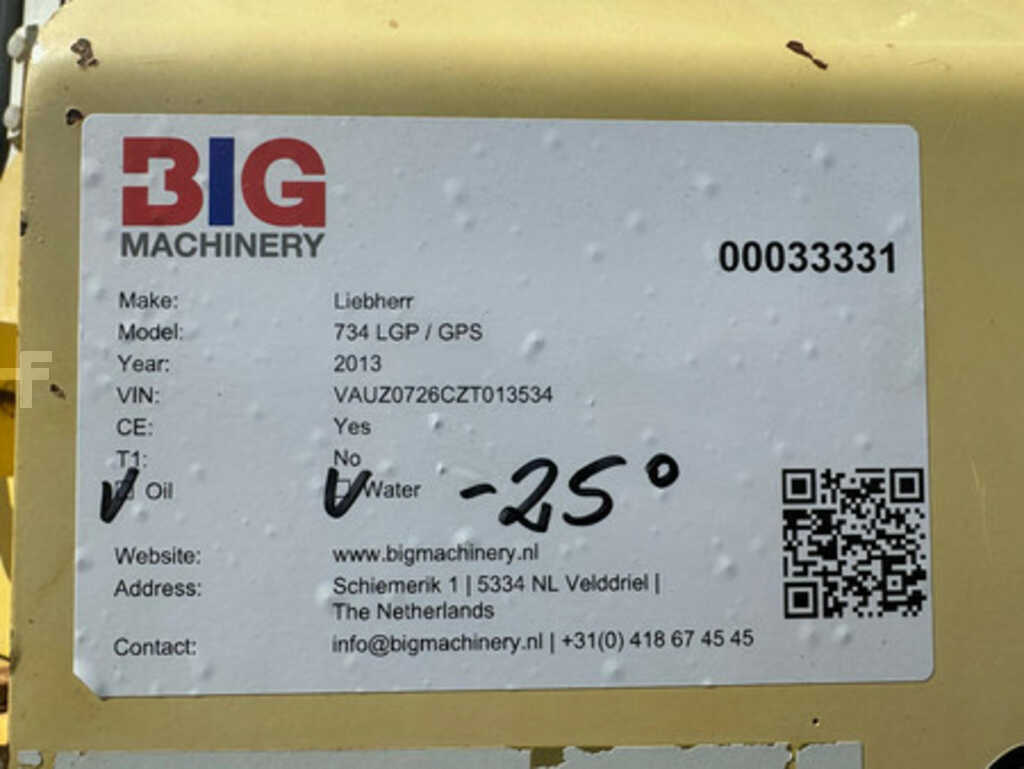 BIG
MACHINERY
00033331
Make: Liebherr
Model: 734 LGP / GPS
Year: 2013
VIN: VAUZ0726CZT013534
CE: Yes
T1: No
V Oil V Water -25°
Website: www.bigmachinery.nl
Address: Schiemerik 1 | 5334 NL Velddriel |
The Netherlands
Contact: info@bigmachinery.nl | +31(0) 418 67 45 45
F